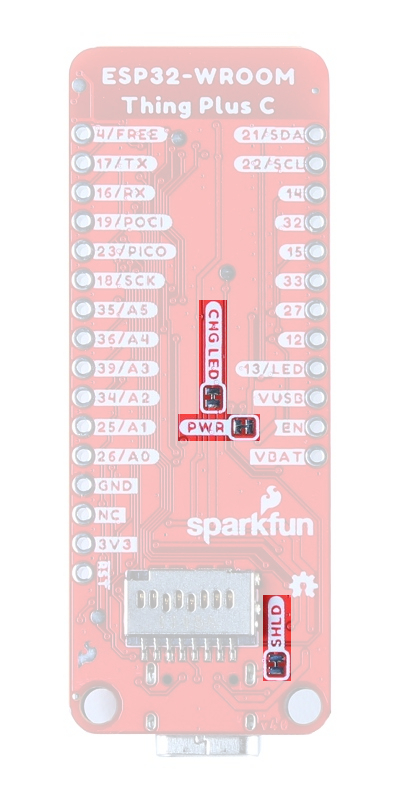 ESP32-WROOM
Thing Plus C
4/FREE
21/SDA
17/TX
22/SCL
16/RX
14
19/POCI
32
23/PICO
15
18/SCK
33
35/A5
27
36/A4
12
39/A3
13/LED
34/A2
VUSB
25/A1
EN
26/A0
VBAT
CHG LED
PWR
GND
NC
3V3
sparkfun
SHLD